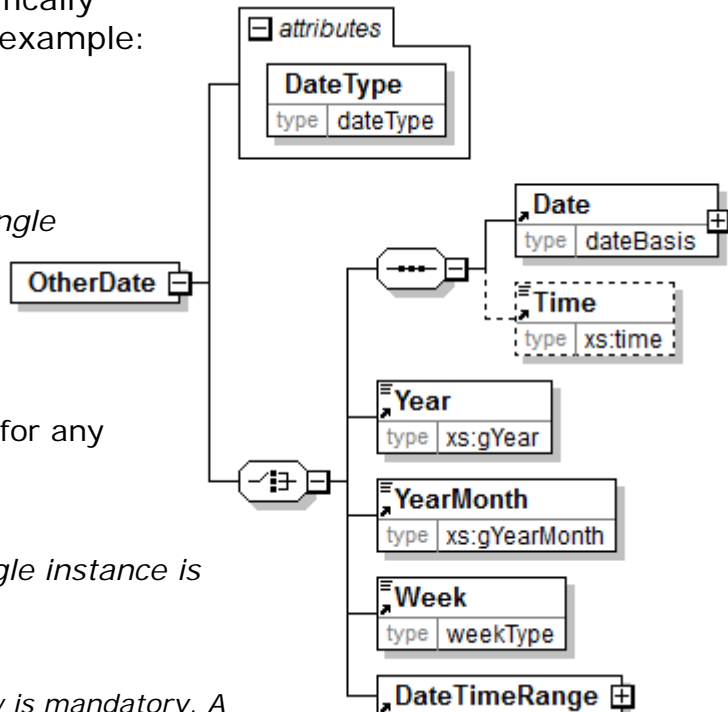 ically
example:
ngle
for any
gle instance is
y is mandatory. A
OtherDate
attributes
DateType
type dateType
Date
type dateBasis
Time
type xs:time
Year
type xs:gYear
YearMonth
type xs:gYearMonth
Week
type weekType
DateTimeRange